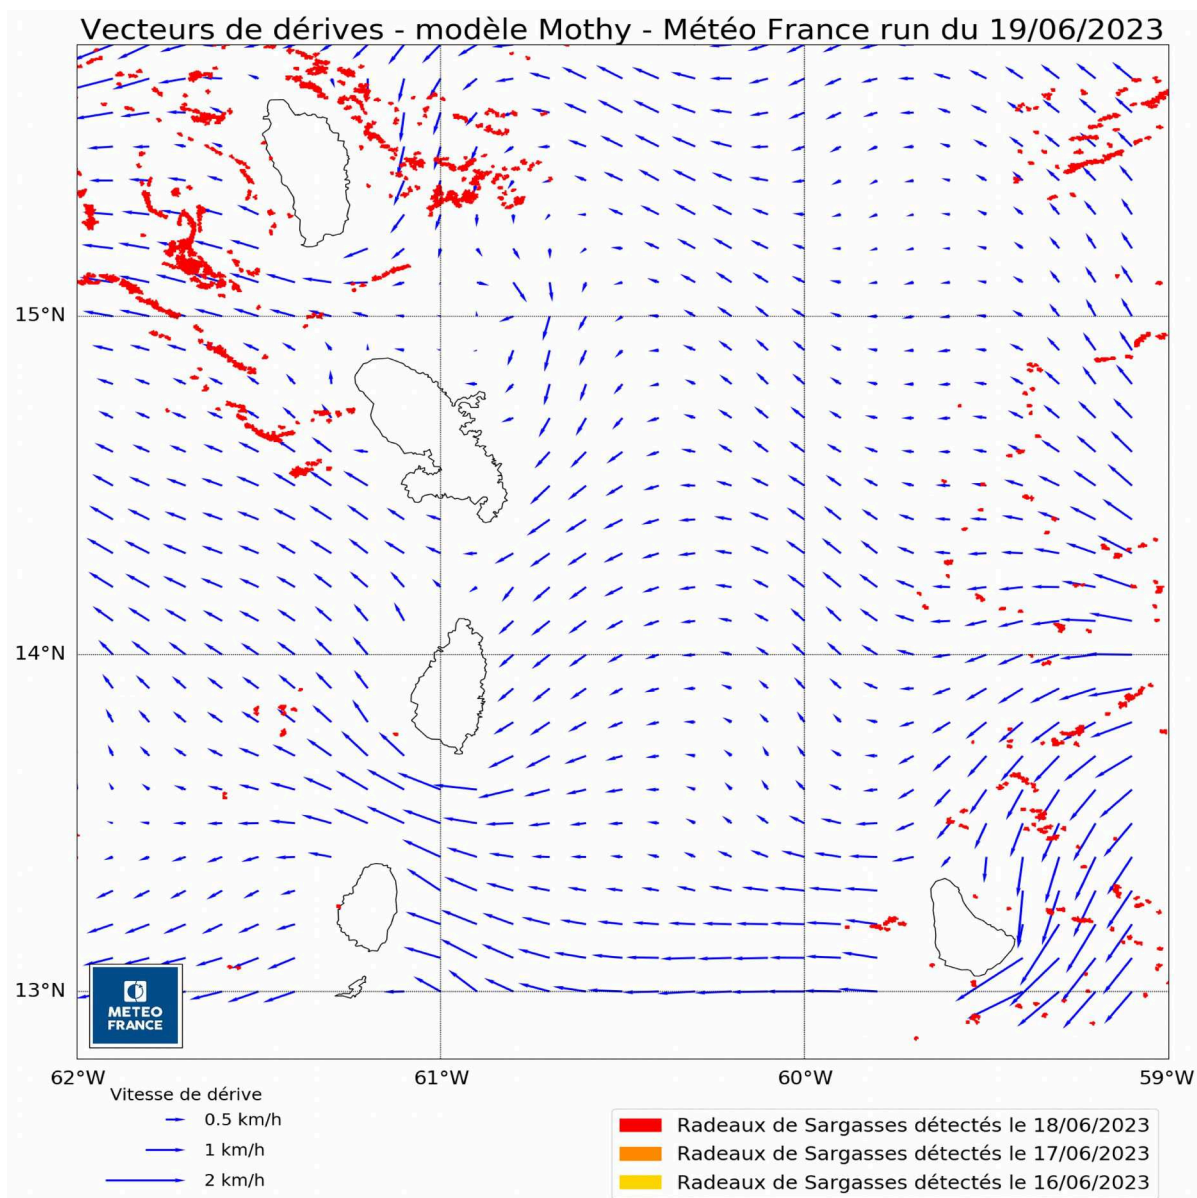 Vecteurs de dérives - modèle Mothy - Météo France run du 19/06/2023
15°N
14°N
13°N
METEO
FRANCE
62°W
61°W
60°W
59°W
Vitesse de dérive
0.5 km/h
1 km/h
2 km/h
Radeaux de Sargasses détectés le 18/06/2023
Radeaux de Sargasses détectés le 17/06/2023
Radeaux de Sargasses détectés le 16/06/2023